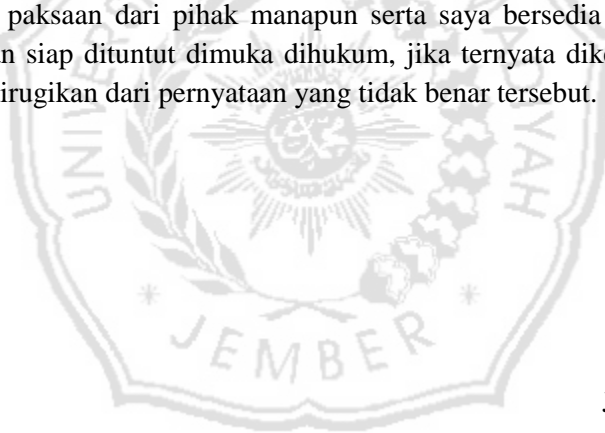 paksaan dari pihak manapun serta saya bersedia
n siap dituntut dimuka dihukum, jika ternyata dik
irugikan dari pernyataan yang tidak benar tersebut.
JEMBER
J